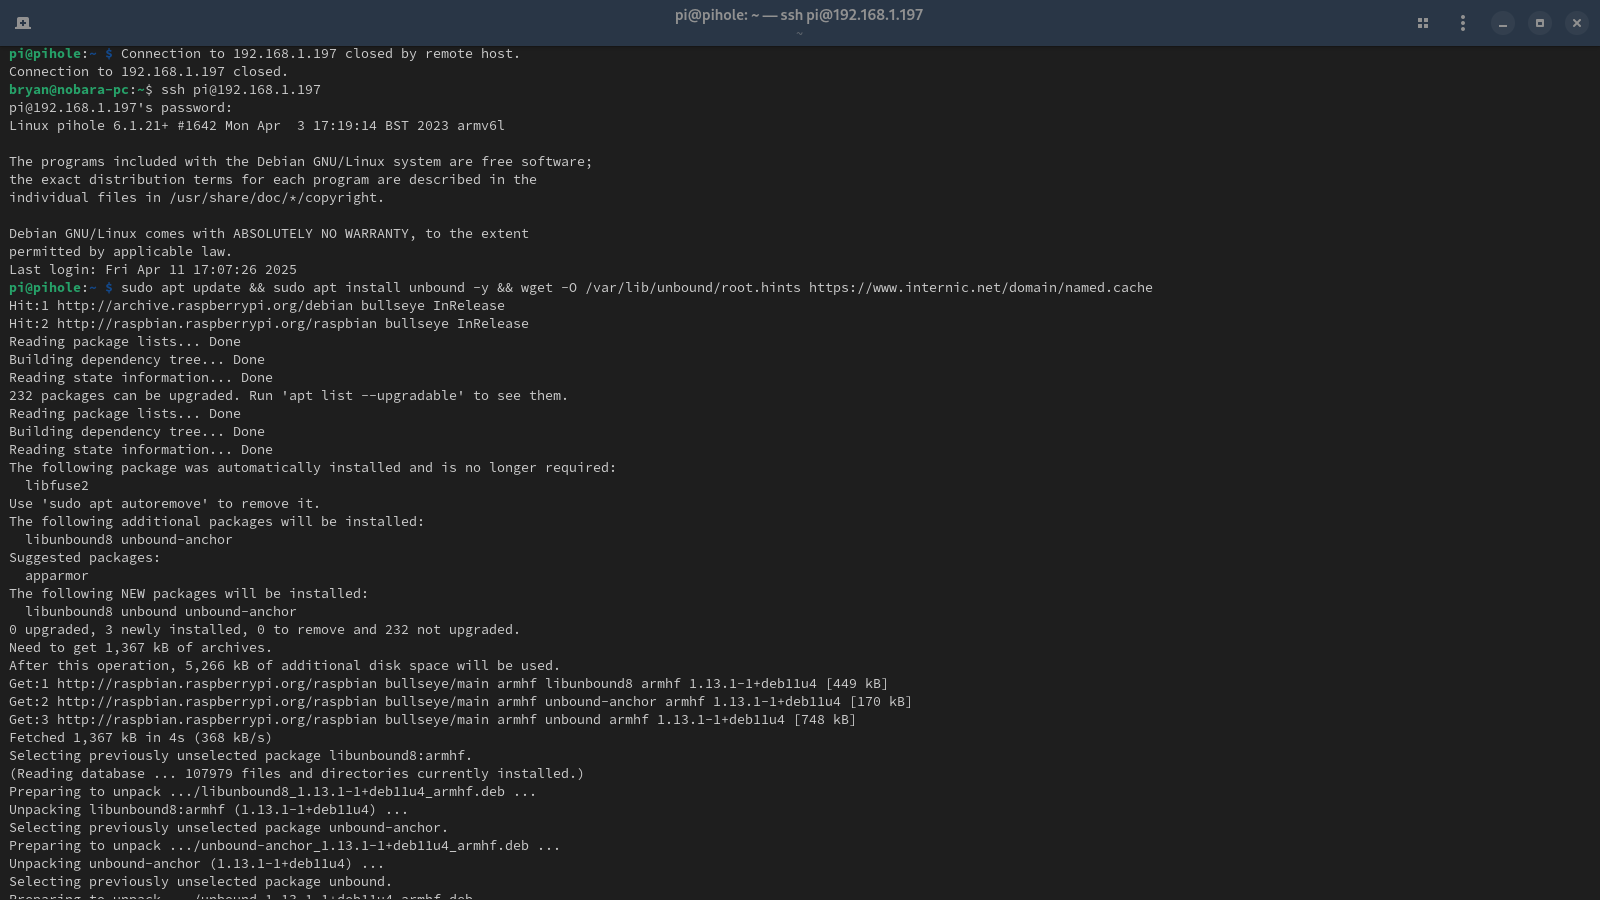 pi@pihole: ~ — ssh pi@192.168.1.197
~
pi@pihole:~ $ Connection to 192.168.1.197 closed by remote host.
Connection to 192.168.1.197 closed.
bryan@nobara-pc:~$ ssh pi@192.168.1.197
pi@192.168.1.197's password:
Linux pihole 6.1.21+ #1642 Mon Apr  3 17:19:14 BST 2023 armv6l

The programs included with the Debian GNU/Linux system are free software;
the exact distribution terms for each program are described in the
individual files in /usr/share/doc/*/copyright.

Debian GNU/Linux comes with ABSOLUTELY NO WARRANTY, to the extent
permitted by applicable law.
Last login: Fri Apr 11 17:07:26 2025
pi@pihole:~ $ sudo apt update && sudo apt install unbound -y && wget -O /var/lib/unbound/root.hints https://www.internic.net/domain/named.cache
Hit:1 http://archive.raspberrypi.org/debian bullseye InRelease
Hit:2 http://raspbian.raspberrypi.org/raspbian bullseye InRelease
Reading package lists... Done
Building dependency tree... Done
Reading state information... Done
232 packages can be upgraded. Run 'apt list --upgradable' to see them.
Reading package lists... Done
Building dependency tree... Done
Reading state information... Done
The following package was automatically installed and is no longer required:
  libfuse2
Use 'sudo apt autoremove' to remove it.
The following additional packages will be installed:
  libunbound8 unbound-anchor
Suggested packages:
  apparmor
The following NEW packages will be installed:
  libunbound8 unbound unbound-anchor
0 upgraded, 3 newly installed, 0 to remove and 232 not upgraded.
Need to get 1,367 kB of archives.
After this operation, 5,266 kB of additional disk space will be used.
Get:1 http://raspbian.raspberrypi.org/raspbian bullseye/main armhf libunbound8 armhf 1.13.1-1+deb11u4 [449 kB]
Get:2 http://raspbian.raspberrypi.org/raspbian bullseye/main armhf unbound-anchor armhf 1.13.1-1+deb11u4 [170 kB]
Get:3 http://raspbian.raspberrypi.org/raspbian bullseye/main armhf unbound armhf 1.13.1-1+deb11u4 [748 kB]
Fetched 1,367 kB in 4s (368 kB/s)
Selecting previously unselected package libunbound8:armhf.
(Reading database ... 107979 files and directories currently installed.)
Preparing to unpack .../libunbound8_1.13.1-1+deb11u4_armhf.deb ...
Unpacking libunbound8:armhf (1.13.1-1+deb11u4) ...
Selecting previously unselected package unbound-anchor.
Preparing to unpack .../unbound-anchor_1.13.1-1+deb11u4_armhf.deb ...
Unpacking unbound-anchor (1.13.1-1+deb11u4) ...
Selecting previously unselected package unbound.
Preparing to unpack .../unbound_1.13.1-1+deb11u4_armhf.deb ...